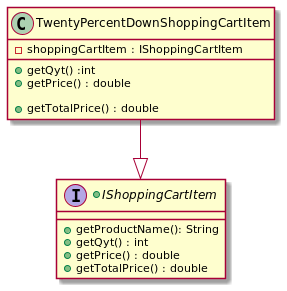 C TwentyPercentDownShoppingCartItem
shoppingCartItem : IShoppingCartItem
getQyt() :int
getPrice() : double
getTotalPrice() : double
I IShoppingCartItem
getProductName(): String
getQyt() : int
getPrice() : double
getTotalPrice() : double